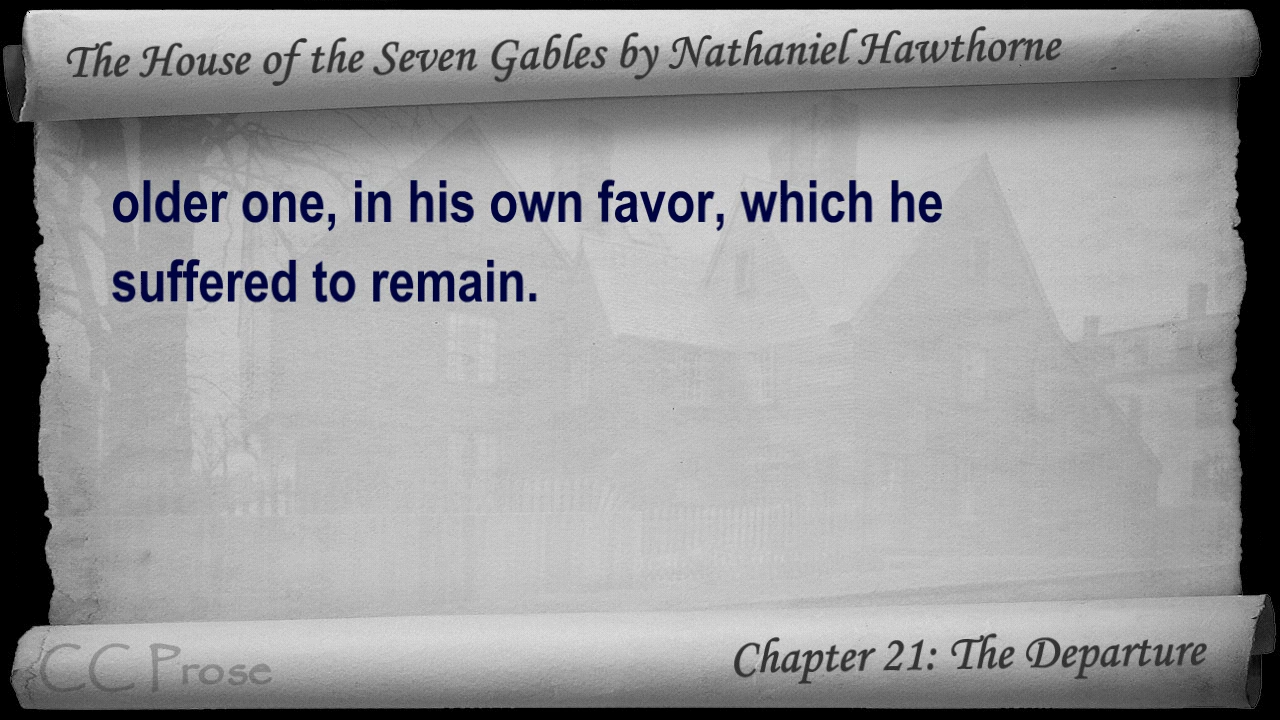 The House of the Seven Gables by Nathaniel Hawthorne
older one, in his own favor, which he
suffered to remain.
CC Prose
Chapter 21: The Departure